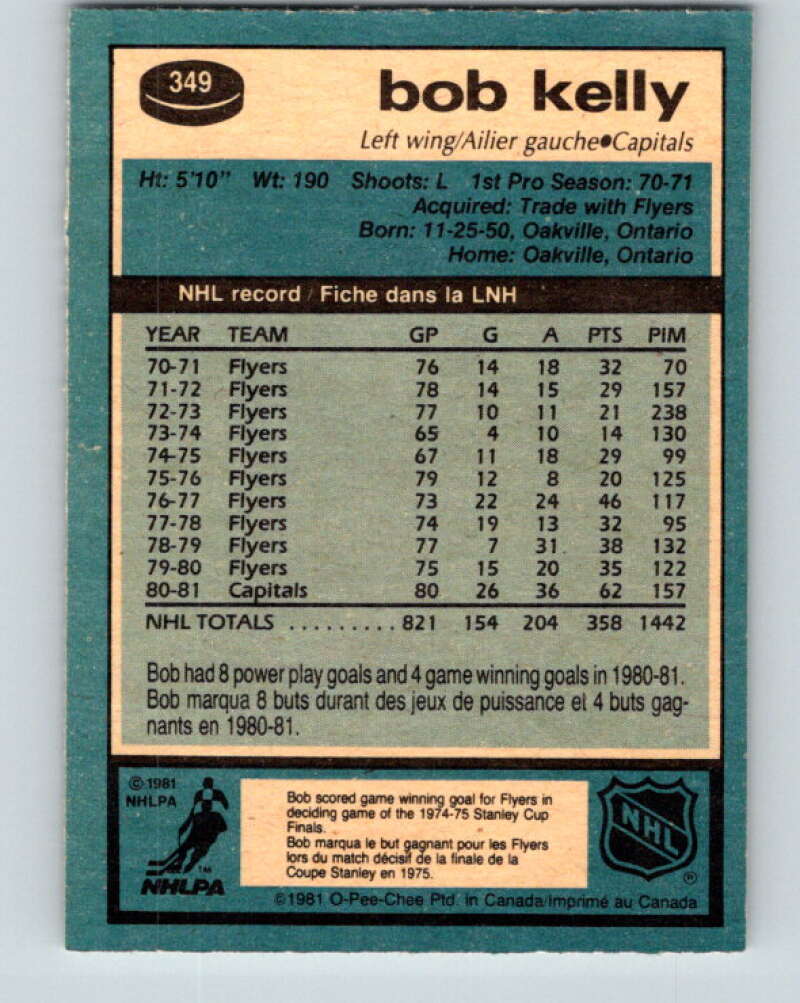 349
bob kelly
Left wing/Ailier gauche●Capitals
Ht: 5'10" Wt: 190 Shoots: L 1st Pro Season: 70-71
Acquired: Trade with Flyers
Born: 11-25-50, Oakville, Ontario
Home: Oakville, Ontario
NHL record / Fiche dans la LNH
YEAR TEAM GP G A PTS PIM
70-71 Flyers 76 14 18 32 70
71-72 Flyers 78 14 15 29 157
72-73 Flyers 77 10 11 21 238
73-74 Flyers 65 4 10 14 130
74-75 Flyers 67 11 18 29 99
75-76 Flyers 79 12 8 20 125
76-77 Flyers 73 22 24 46 117
77-78 Flyers 74 19 13 32 95
78-79 Flyers 77 7 31 38 132
79-80 Flyers 75 15 20 35 122
80-81 Capitals 80 26 36 62 157
NHL TOTALS ......... 821 154 204 358 1442
Bob had 8 power play goals and 4 game winning goals in 1980-81.
Bob marqua 8 buts durant des jeux de puissance et 4 buts gag-
nants en 1980-81.
© 1981
NHLPA
TM
NHLPA
Bob scored game winning goal for Flyers in
deciding game of the 1974-75 Stanley Cup
Finals.
Bob marqua le but gagnant pour les Flyers
lors du match décisif de la finale de la
Coupe Stanley en 1975.
NHL
®
©1981 O-Pee-Chee Ptd. in Canada/Imprimé au Canada